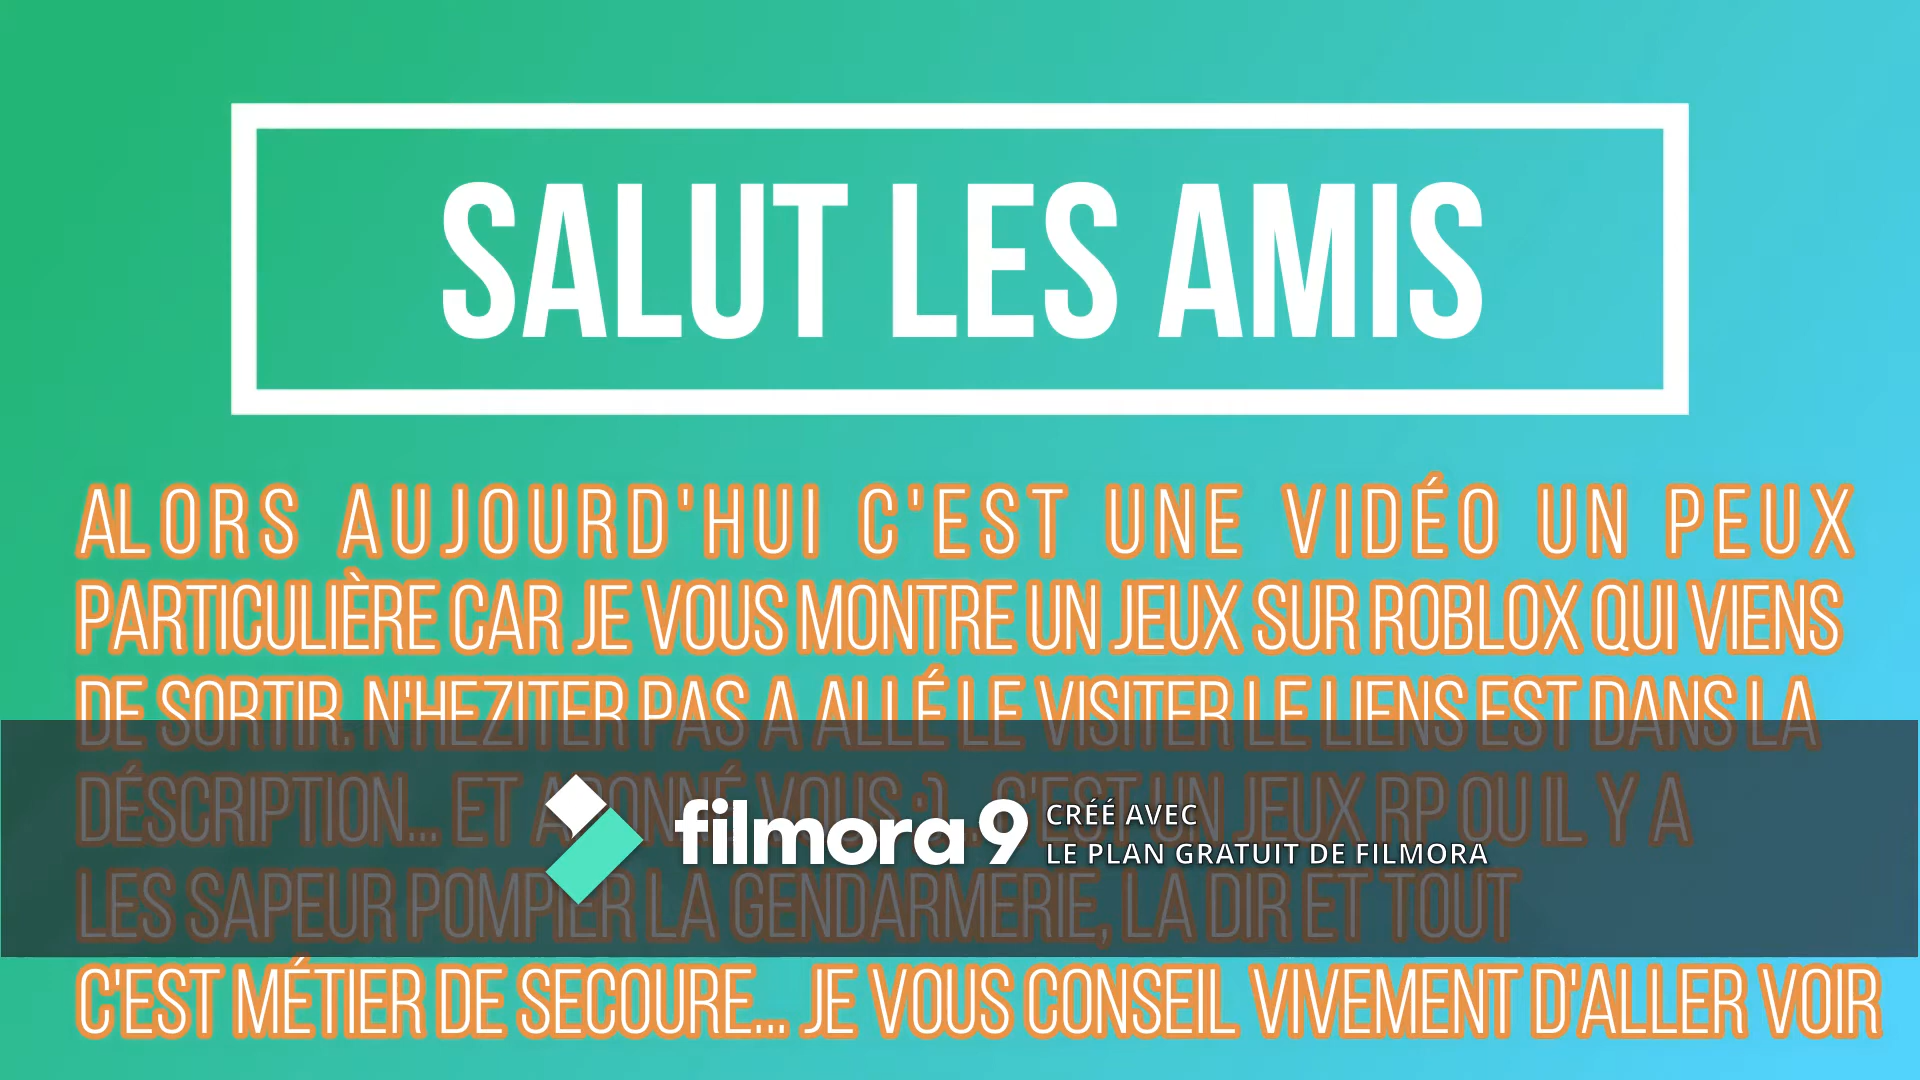 SALUT LES AMIS
ALORS AUJOURD'HUI C'EST UNE VIDÉO UN PEUX
PARTICULIÈRE CAR JE VOUS MONTRE UN JEUX SUR ROBLOX QUI VIENS
DE SORTIR. N'HEZITER PAS A ALLÉ LE VISITER LE LIENS EST DANS LA
DÉSCRIPTION... ET ABONNÉ VOUS :) ...C'EST UN JEUX RP OU IL Y A
filmora 9
CRÉÉ AVEC
LE PLAN GRATUIT DE FILMORA
LES SAPEUR POMPIER LA GENDARMERIE, LA DIR ET TOUT
C'EST MÉTIER DE SECOURE... JE VOUS CONSEIL VIVEMENT D'ALLER VOIR